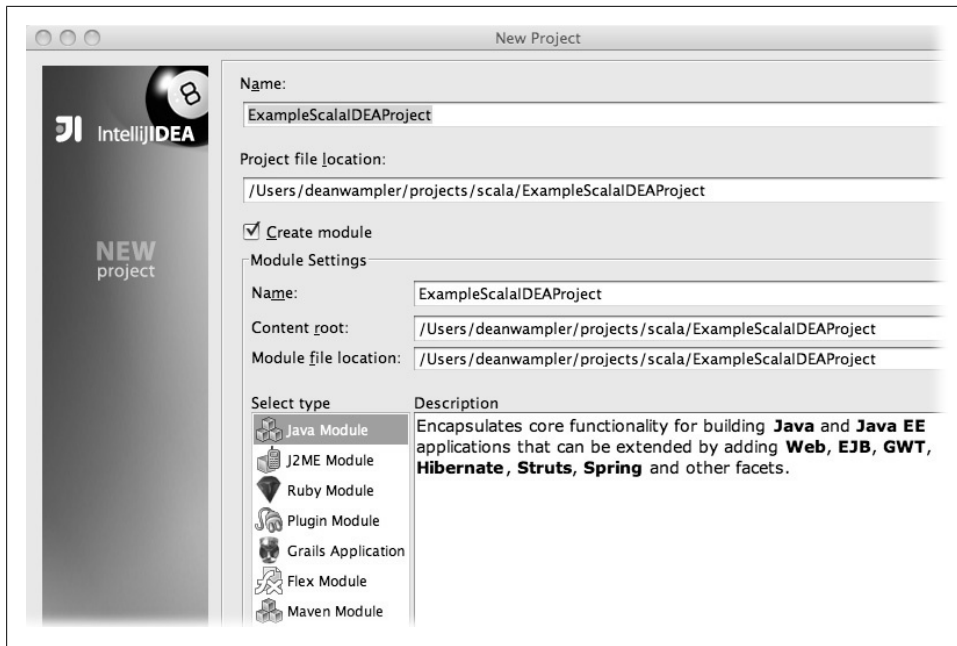 New Project
8
IntelliJIDEA
NEW
project
Name:
ExampleScalaIDEAProject
Project file location:
/Users/deanwampler/projects/scala/ExampleScalaIDEAProject
Create module
Module Settings
Name:
ExampleScalaIDEAProject
Content root:
/Users/deanwampler/projects/scala/ExampleScalaIDEAProject
Module file location:
/Users/deanwampler/projects/scala/ExampleScalaIDEAProject
Select type
Java Module
J2ME Module
Ruby Module
Plugin Module
Grails Application
Flex Module
Maven Module
Description
Encapsulates core functionality for building Java and Java EE
applications that can be extended by adding Web, EJB, GWT,
Hibernate, Struts, Spring and other facets.